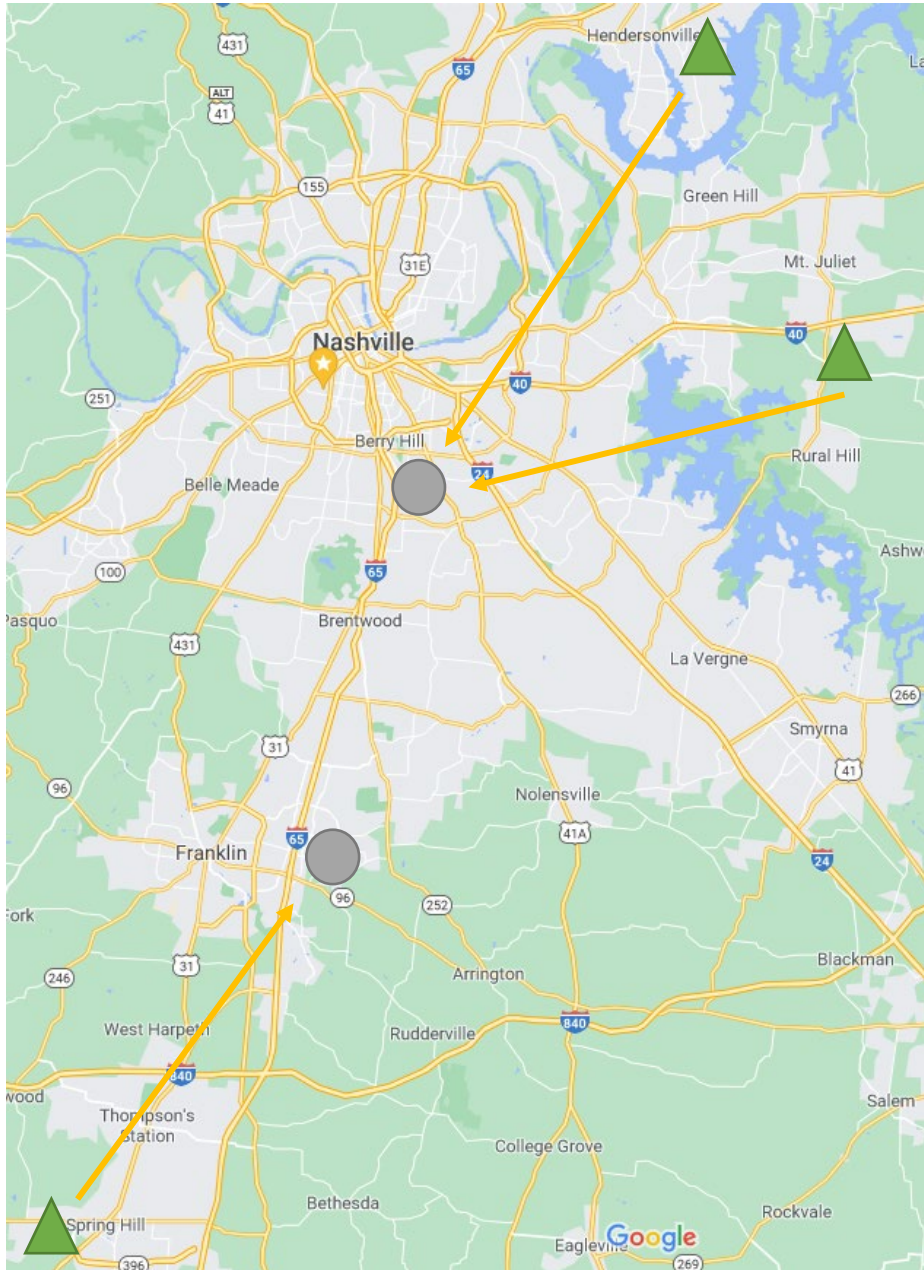 Hendersonville
431
65
La
ALT
41
155
Green Hill
31E
Mt. Juliet
Nashville
40
40
251
Berry Hill
24
Rural Hill
Belle Meade
Ashw
65
100
Pasquo
Brentwood
431
La Vergne
266
Smyrna
31
41
96
Nolensville
41A
65
Franklin
24
96
252
Fork
31
Blackman
Arrington
246
West Harpeth
Rudderville
840
840
wood
Salem
Thompson's
Station
College Grove
Bethesda
Rockvale
Spring Hill
Google
Eagleville
396
269